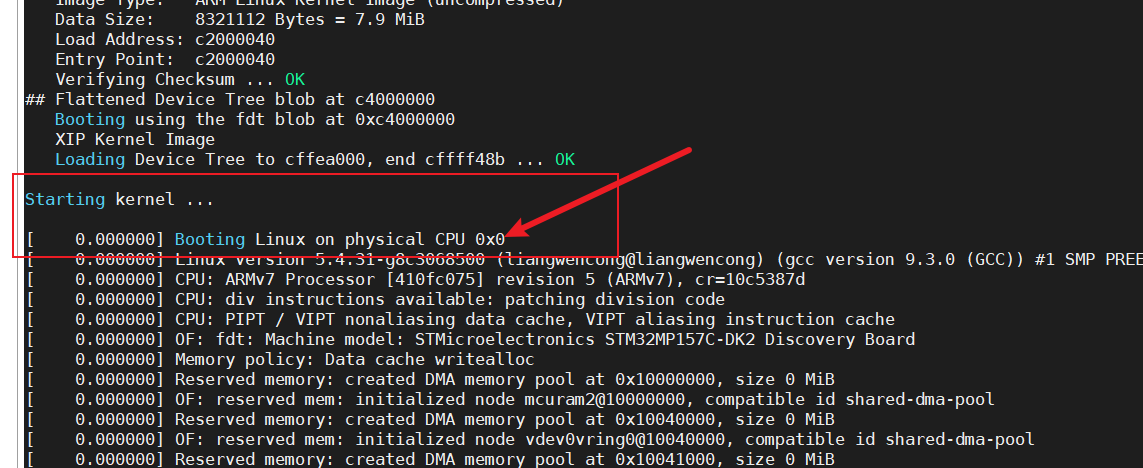 Image Type: ARM Linux Kernel Image (uncompressed)
Data Size: 8321112 Bytes = 7.9 MiB
Load Address: c2000040
Entry Point: c2000040
Verifying Checksum ... OK
## Flattened Device Tree blob at c4000000
Booting using the fdt blob at 0xc4000000
XIP Kernel Image
Loading Device Tree to cffea000, end cffff48b ... OK
Starting kernel ...
[ 0.000000] Booting Linux on physical CPU 0x0
[ 0.000000] Linux version 5.4.31-g8c3068500 (liangwencong@liangwencong) (gcc version 9.3.0 (GCC)) #1 SMP PREE
[ 0.000000] CPU: ARMv7 Processor [410fc075] revision 5 (ARMv7), cr=10c5387d
[ 0.000000] CPU: div instructions available: patching division code
[ 0.000000] CPU: PIPT / VIPT nonaliasing data cache, VIPT aliasing instruction cache
[ 0.000000] OF: fdt: Machine model: STMicroelectronics STM32MP157C-DK2 Discovery Board
[ 0.000000] Memory policy: Data cache writealloc
[ 0.000000] Reserved memory: created DMA memory pool at 0x10000000, size 0 MiB
[ 0.000000] OF: reserved mem: initialized node mcuram2@10000000, compatible id shared-dma-pool
[ 0.000000] Reserved memory: created DMA memory pool at 0x10040000, size 0 MiB
[ 0.000000] OF: reserved mem: initialized node vdev0vring0@10040000, compatible id shared-dma-pool
[ 0.000000] Reserved memory: created DMA memory pool at 0x10041000, size 0 MiB